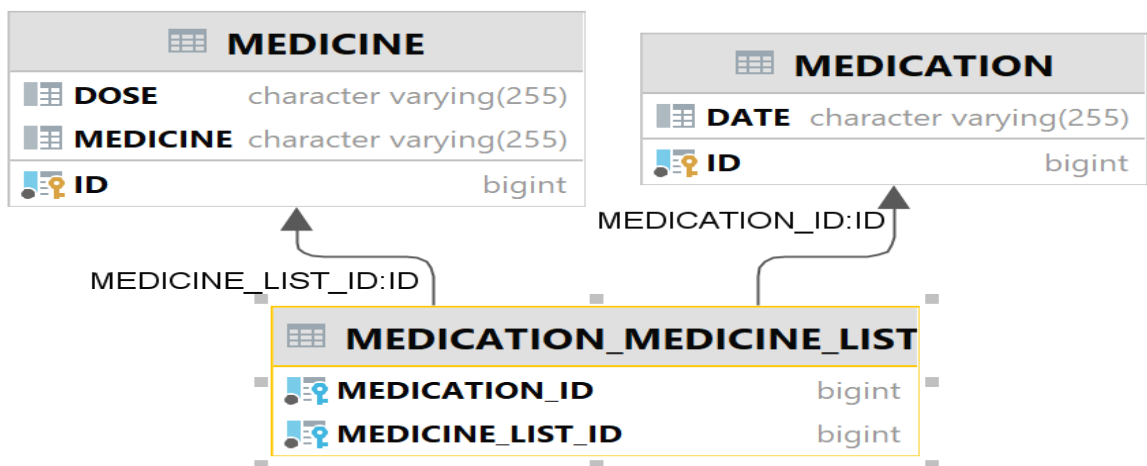 MEDICINE
DOSE character varying(255)
MEDICINE character varying(255)
ID bigint
MEDICATION
DATE character varying(255)
ID bigint
MEDICATION_ID:ID
MEDICINE_LIST_ID:ID
MEDICATION_MEDICINE_LIST
MEDICATION_ID bigint
MEDICINE_LIST_ID bigint